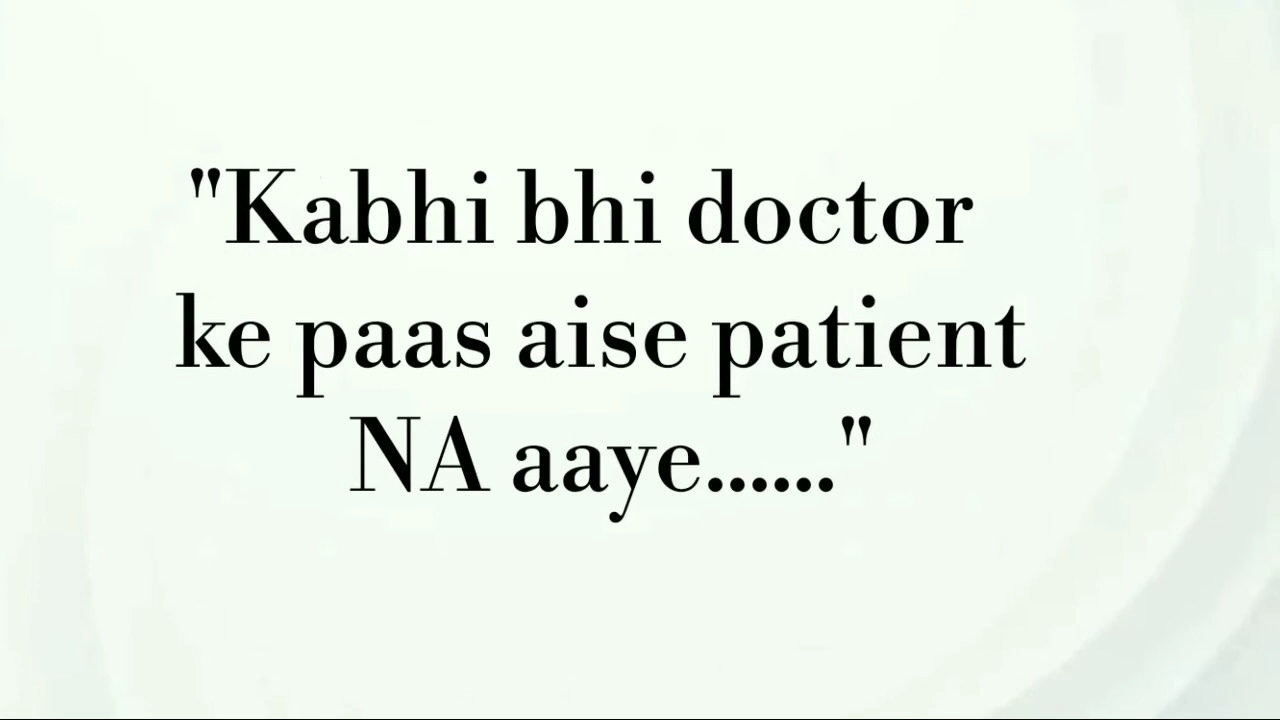 "Kabhi bhi doctor
ke paas aise patient
NA aaye......"